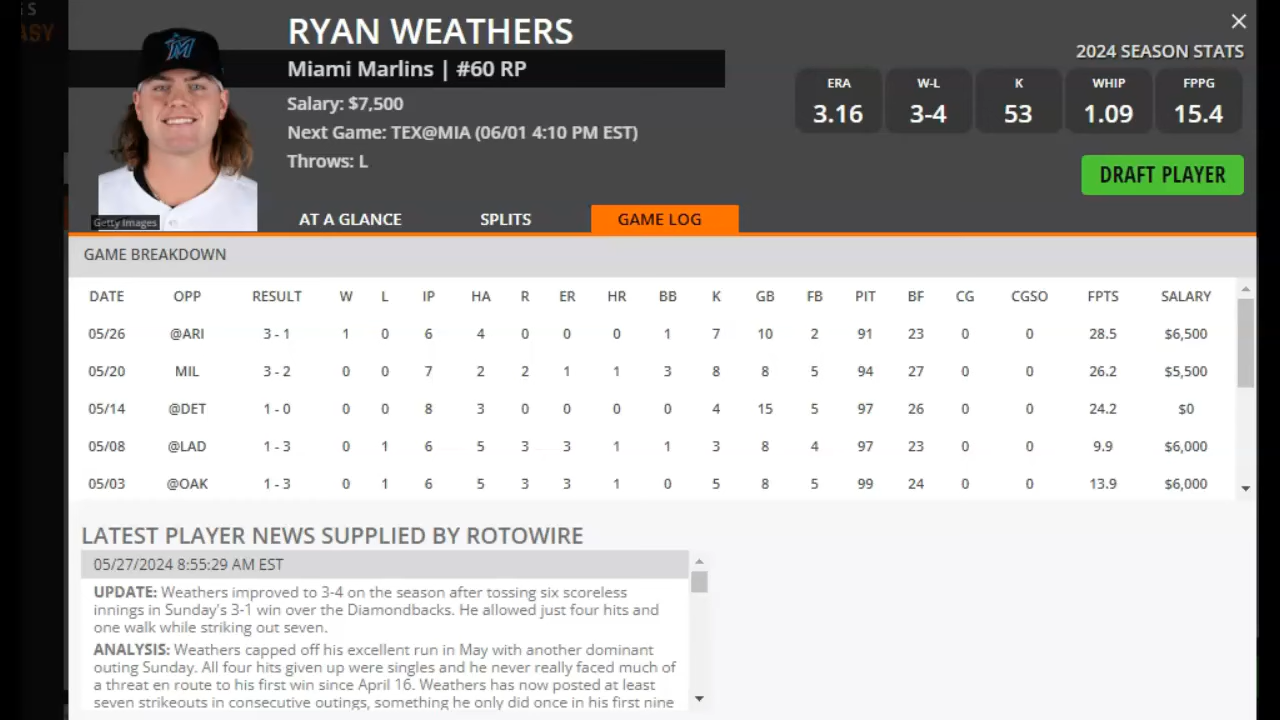 S
ASY
RYAN WEATHERS
Miami Marlins | #60 RP
Salary: $7,500
Next Game: TEX@MIA (06/01 4:10 PM EST)
Throws: L
2024 SEASON STATS
ERA W-L K WHIP FPPG
3.16 3-4 53 1.09 15.4
DRAFT PLAYER
Getty Images
AT A GLANCE SPLITS GAME LOG
GAME BREAKDOWN
DATE OPP RESULT W L IP HA R ER HR BB K GB FB PIT BF CG CGSO FPTS SALARY
05/26 @ARI 3 - 1 1 0 6 4 0 0 0 1 7 10 2 91 23 0 0 28.5 $6,500
05/20 MIL 3 - 2 0 0 7 2 2 1 1 3 8 8 5 94 27 0 0 26.2 $5,500
05/14 @DET 1 - 0 0 0 8 3 0 0 0 0 4 15 5 97 26 0 0 24.2 $0
05/08 @LAD 1 - 3 0 1 6 5 3 3 1 1 3 8 4 97 23 0 0 9.9 $6,000
05/03 @OAK 1 - 3 0 1 6 5 3 3 1 0 5 8 5 99 24 0 0 13.9 $6,000
LATEST PLAYER NEWS SUPPLIED BY ROTOWIRE
05/27/2024 8:55:29 AM EST
UPDATE: Weathers improved to 3-4 on the season after tossing six scoreless
innings in Sunday's 3-1 win over the Diamondbacks. He allowed just four hits and
one walk while striking out seven.
ANALYSIS: Weathers capped off his excellent run in May with another dominant
outing Sunday. All four hits given up were singles and he never really faced much of
a threat en route to his first win since April 16. Weathers has now posted at least
seven strikeouts in consecutive outings, something he only did once in his first nine